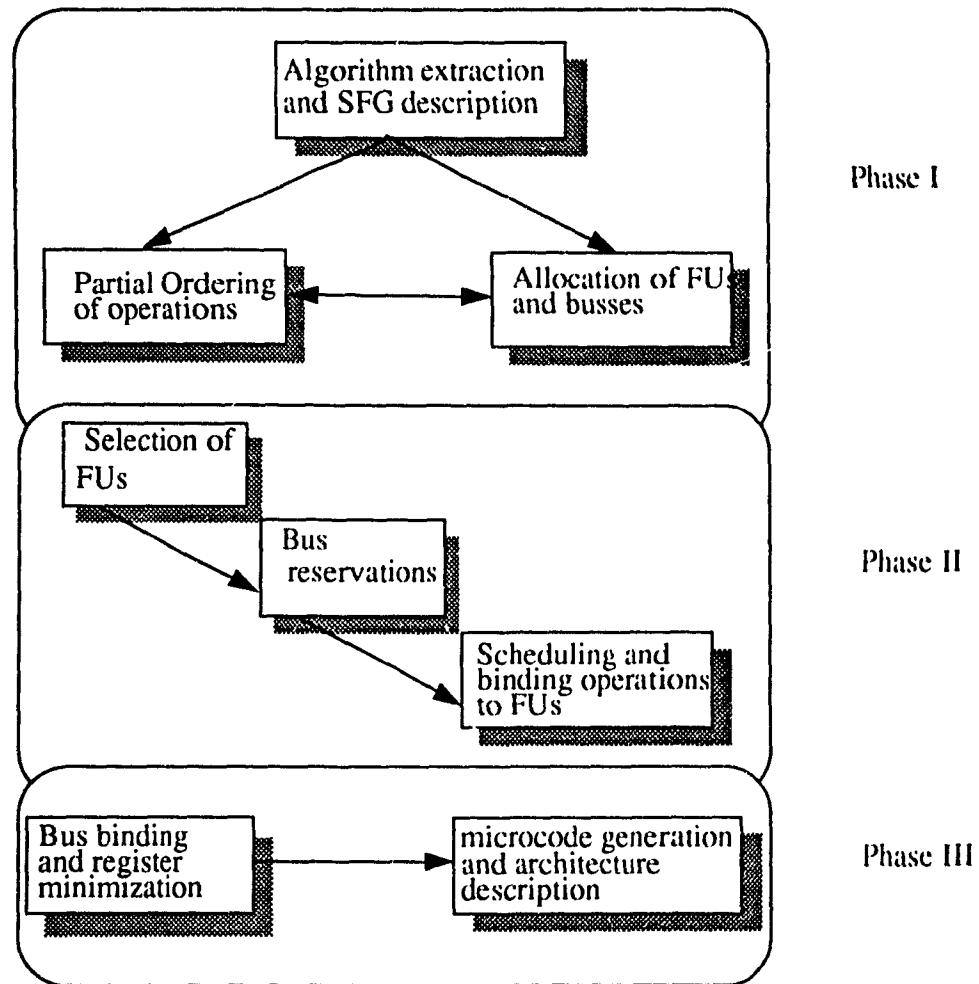 Algorithm extraction
and SFG description
Phase I
Partial Ordering
of operations
Allocation of FUs
and busses
Selection of
FUs
Bus
reservations
Phase II
Scheduling and
binding operations
to FUs
Bus binding
and register
minimization
microcode generation
and architecture
description
Phase III